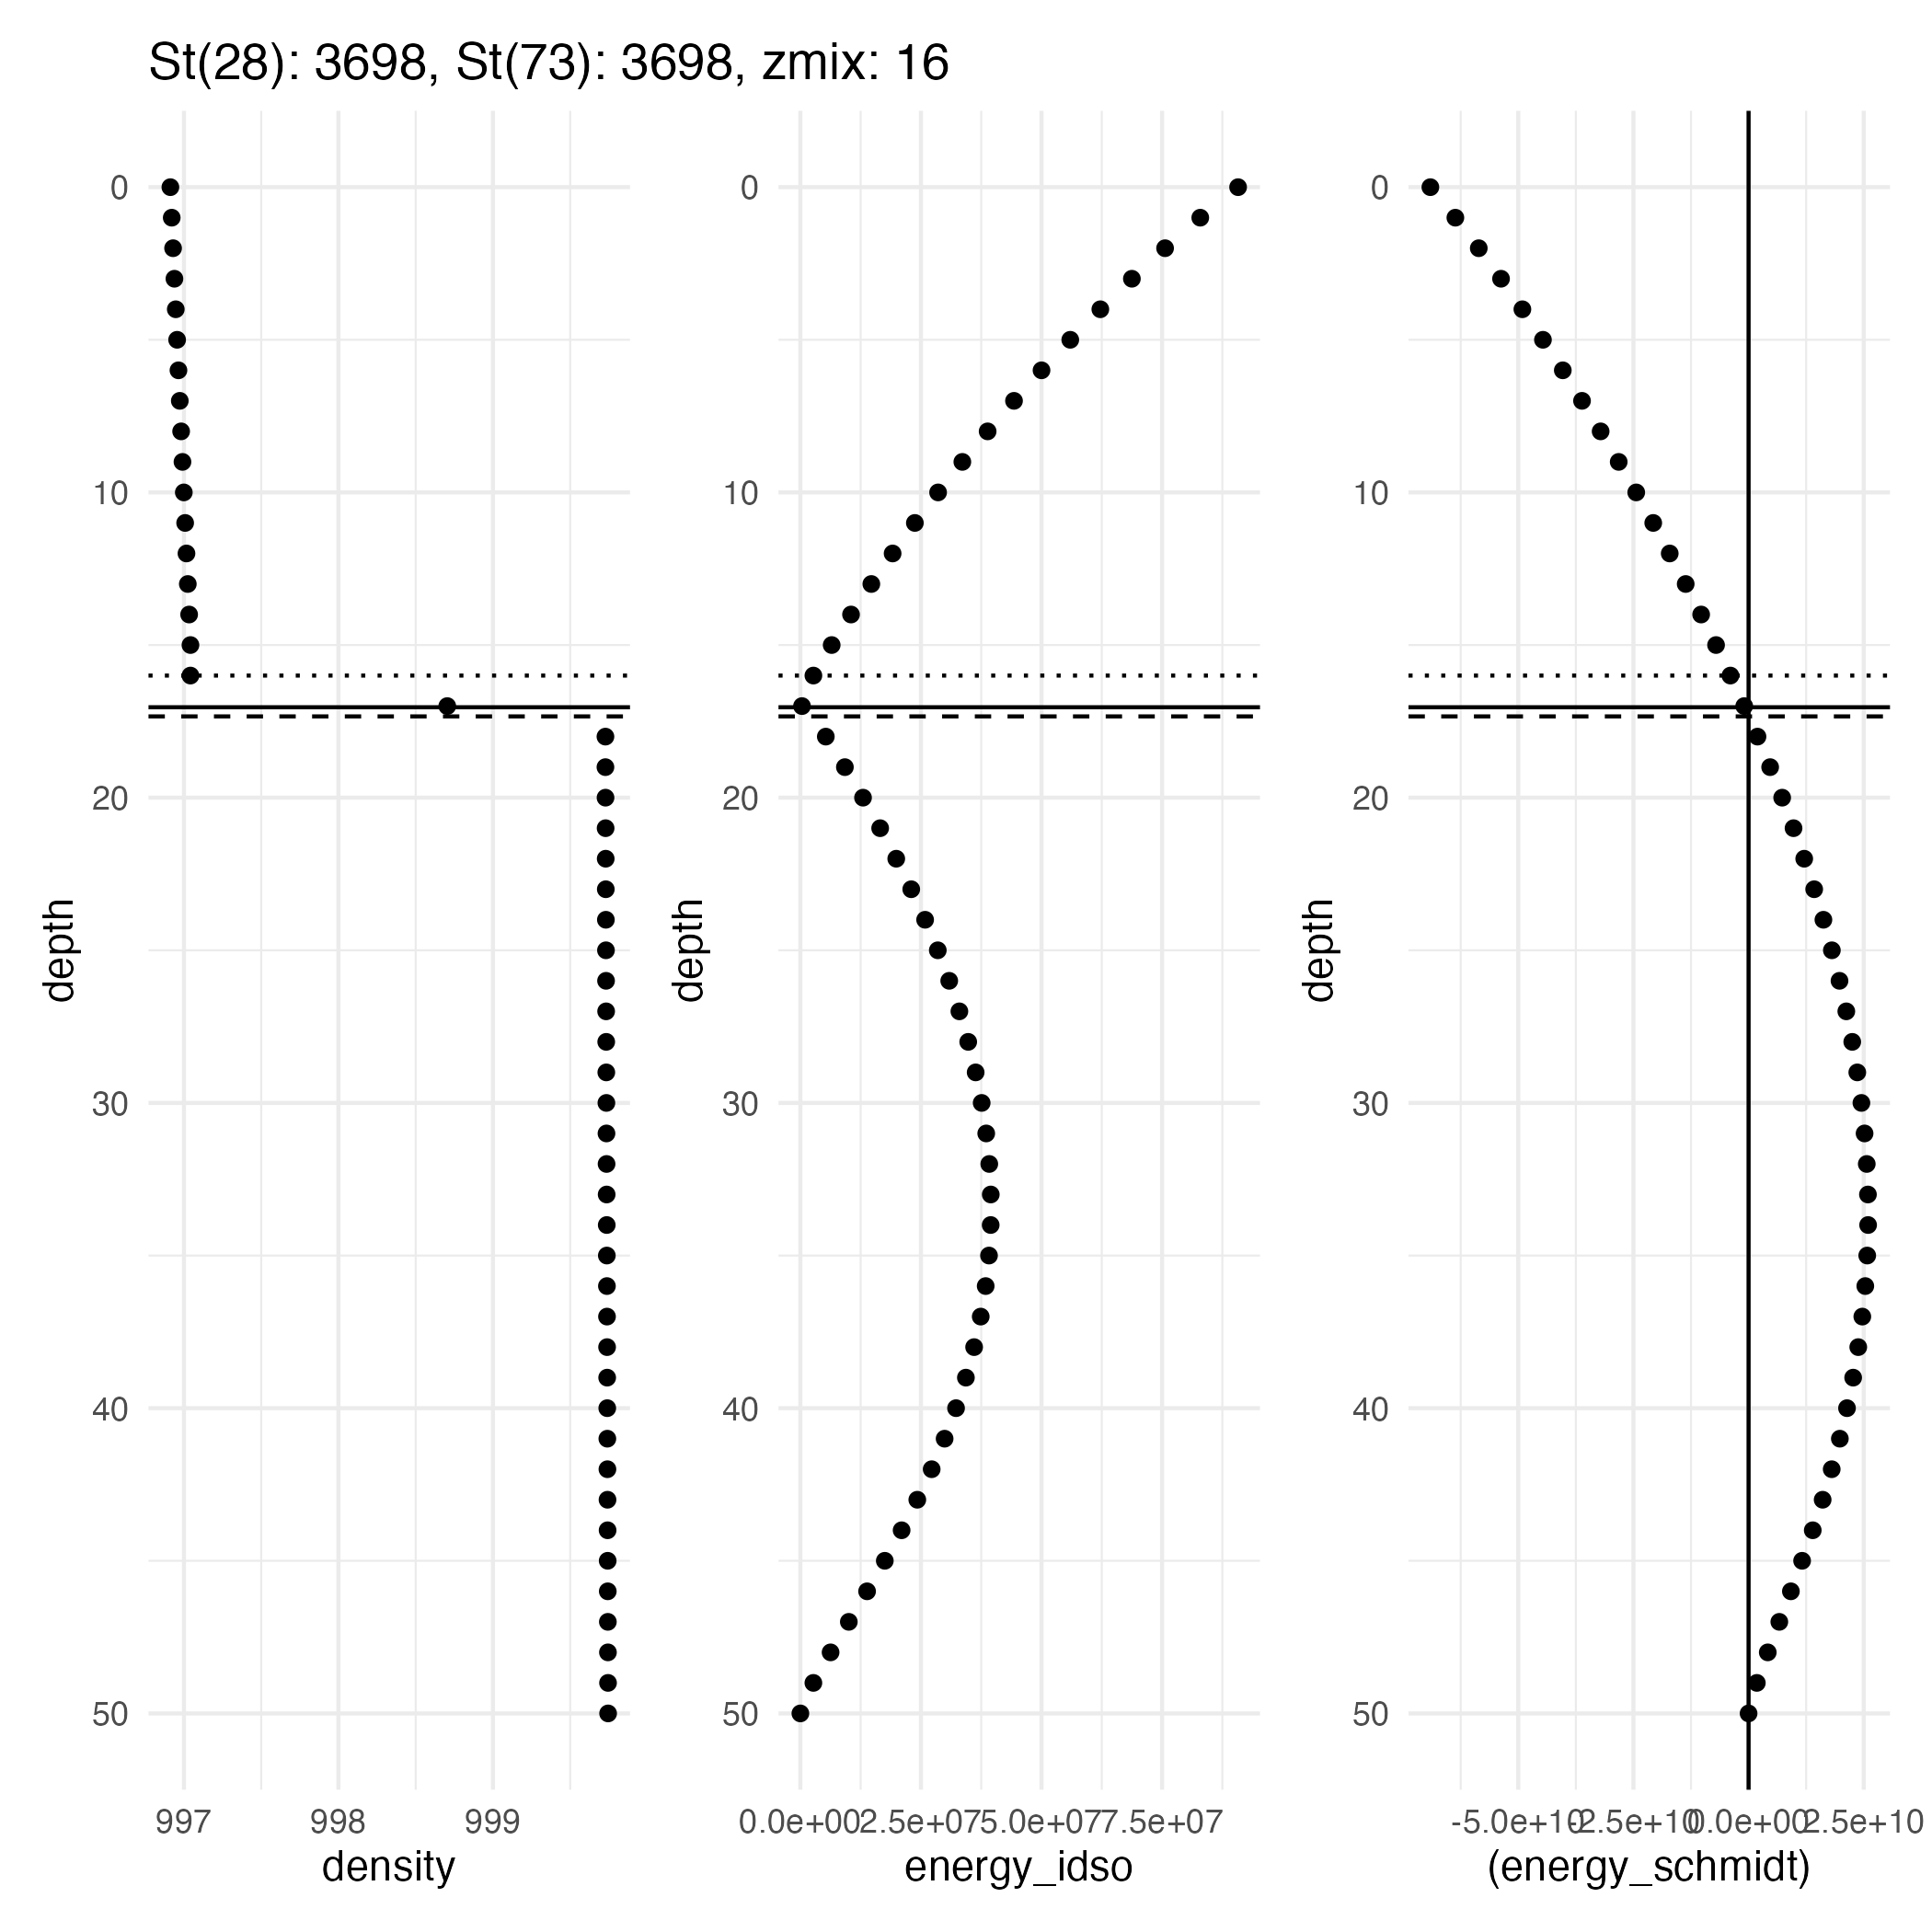 St(28): 3698, St(73): 3698, zmix: 16
0
10
20
30
40
50
depth
997
998
999
density
0
10
20
30
40
50
depth
0.0e+00
2.5e+07
5.0e+07
7.5e+07
energy_idso
0
10
20
30
40
50
depth
-5.0e+10
-2.5e+10
0.0e+00
2.5e+10
(energy_schmidt)